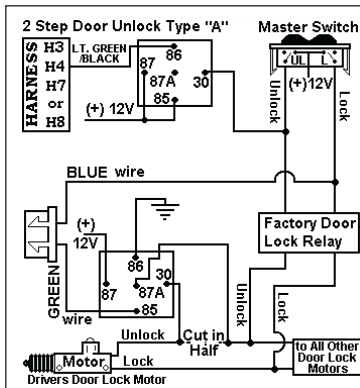 2 Step Door Unlock Type "A"
Master Switch
HARNESS
H3
H4
H7
or
H8
LT. GREEN
/BLACK
86
87
87A
30
85
(+) 12V
UL
L
(+)12V
Unlock
Lock
BLUE wire
Factory Door
Lock Relay
(+)
12V
GREEN
wire
86
30
87
87A
85
Unlock
Lock
Unlock
Cut in
Half
Motor
Lock
to All Other
Door Lock
Motors
Drivers Door Lock Motor